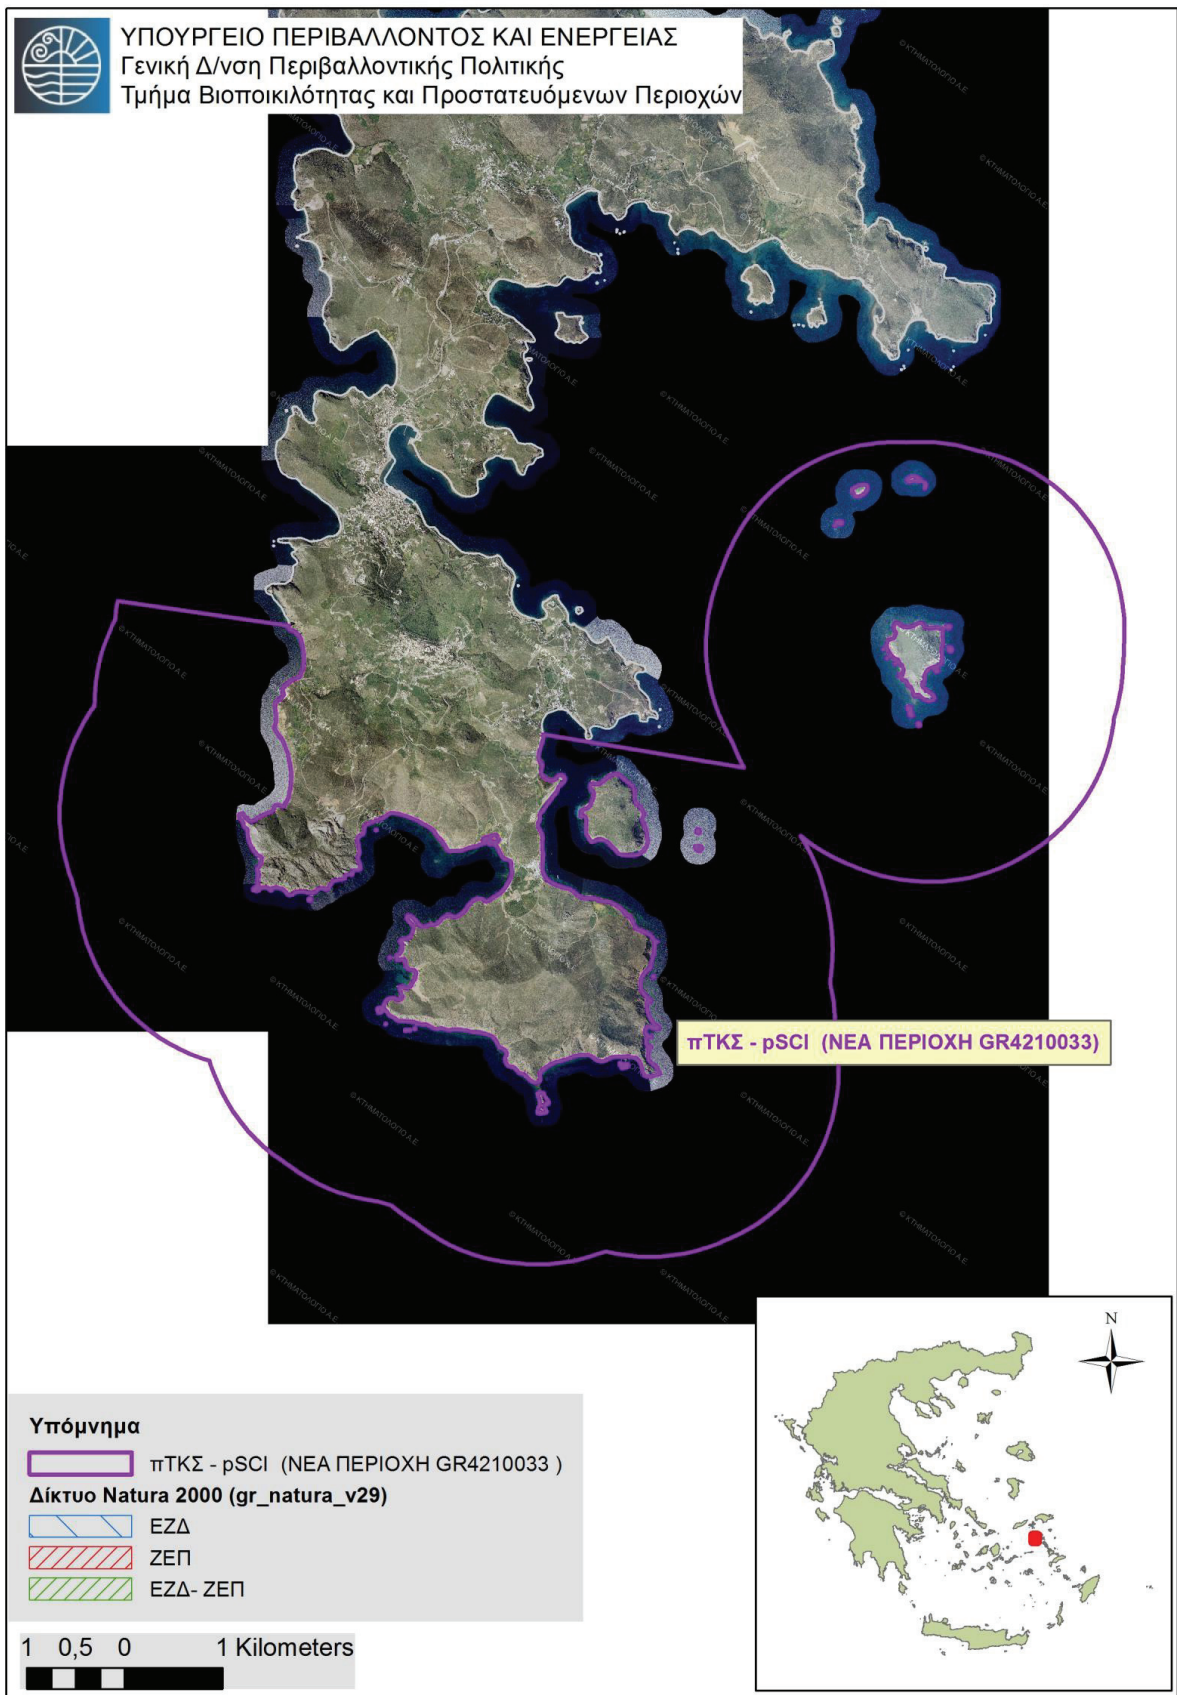 ΥΠΟΥΡΓΕΙΟ ΠΕΡΙΒΑΛΛΟΝΤΟΣ ΚΑΙ ΕΝΕΡΓΕΙΑΣ
Γενική Δ/νση Περιβαλλοντικής Πολιτικής
Τμήμα Βιοποικιλότητας και Προστατευόμενων Περιοχών
© ΚΤΗΜΑΤΟΛΟΓΙΟ Α.Ε.
πΤΚΣ - pSCI (ΝΕΑ ΠΕΡΙΟΧΗ GR4210033)
Υπόμνημα
πΤΚΣ - pSCI (ΝΕΑ ΠΕΡΙΟΧΗ GR4210033 )
Δίκτυο Natura 2000 (gr_natura_v29)
ΕΖΔ
ΖΕΠ
ΕΖΔ- ΖΕΠ
1 0,5 0 1 Kilometers
N